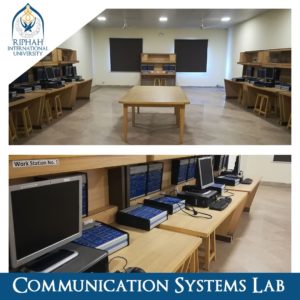 RIPHAH
INTERNATIONAL
UNIVERSITY
Work Station No.
COMMUNICATION SYSTEMS LAB